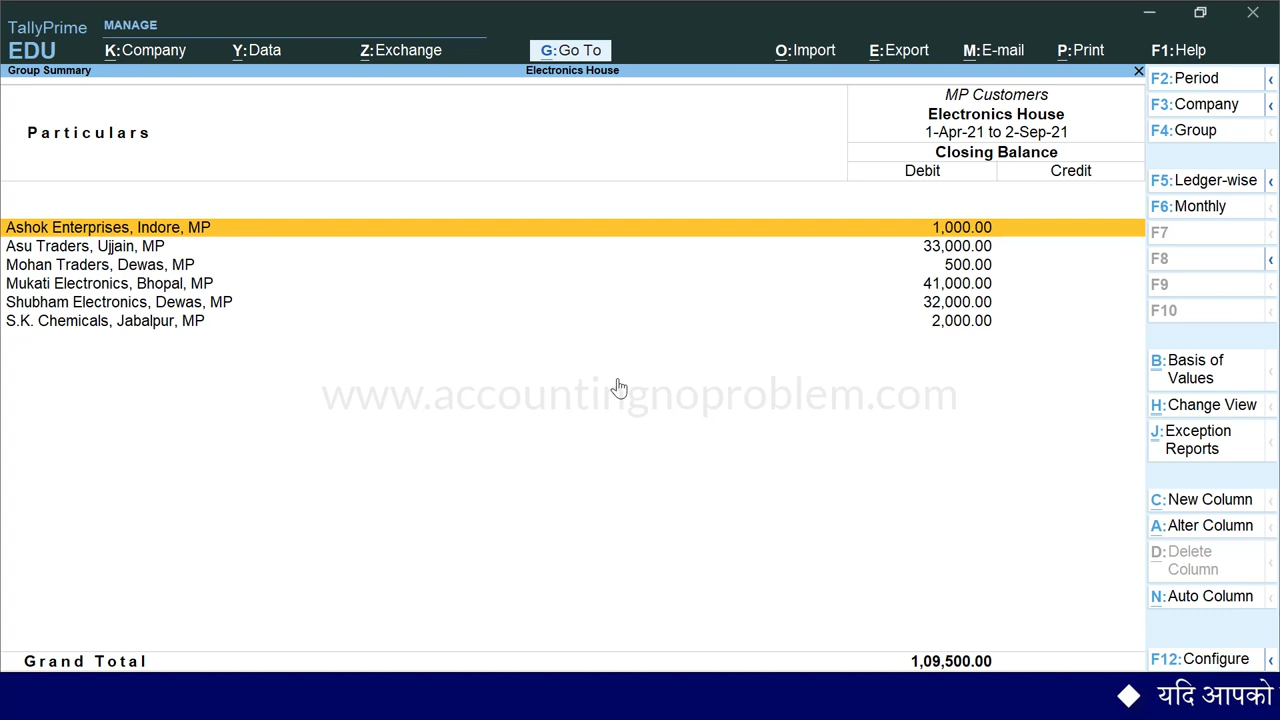 TallyPrime
EDU
MANAGE
K:Company
Y:Data
Z:Exchange
G:Go To
O:Import
E:Export
M:E-mail
P:Print
F1:Help
Group Summary
Electronics House
Particulars
MP Customers
Electronics House
1-Apr-21 to 2-Sep-21
Closing Balance
Debit Credit
Ashok Enterprises, Indore, MP 1,000.00
Asu Traders, Ujjain, MP 33,000.00
Mohan Traders, Dewas, MP 500.00
Mukati Electronics, Bhopal, MP 41,000.00
Shubham Electronics, Dewas, MP 32,000.00
S.K. Chemicals, Jabalpur, MP 2,000.00
www.accountingnoproblem.com
Grand Total 1,09,500.00
F2:Period
F3:Company
F4:Group
F5:Ledger-wise
F6:Monthly
F7
F8
F9
F10
B:Basis of
Values
H:Change View
J:Exception
Reports
C:New Column
A:Alter Column
D:Delete
Column
N:Auto Column
F12:Configure
यदि आपको